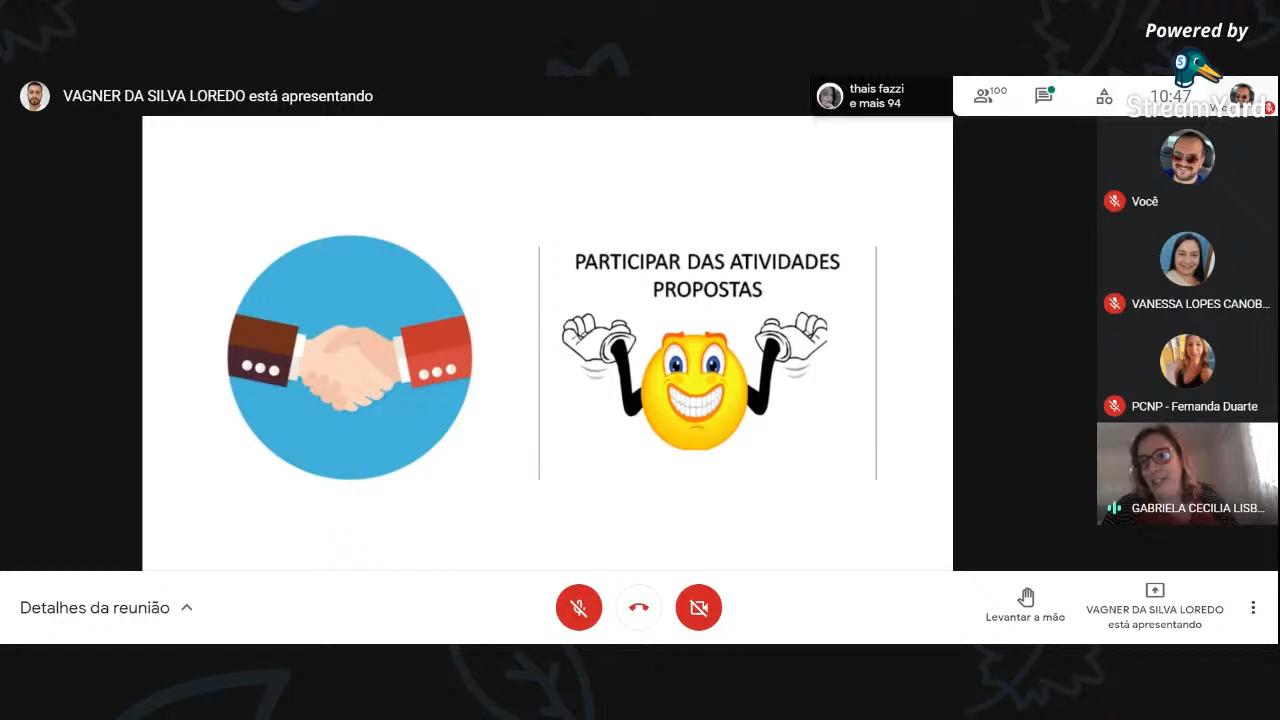 Powered by
StreamYard
VAGNER DA SILVA LOREDO está apresentando
thais fazzi
e mais 94
100
10:47
Você
VANESSA LOPES CANOB...
PCNP - Fernanda Duarte
GABRIELA CECILIA LISB...
PARTICIPAR DAS ATIVIDADES
PROPOSTAS
Detalhes da reunião
Levantar a mão
VAGNER DA SILVA LOREDO
está apresentando